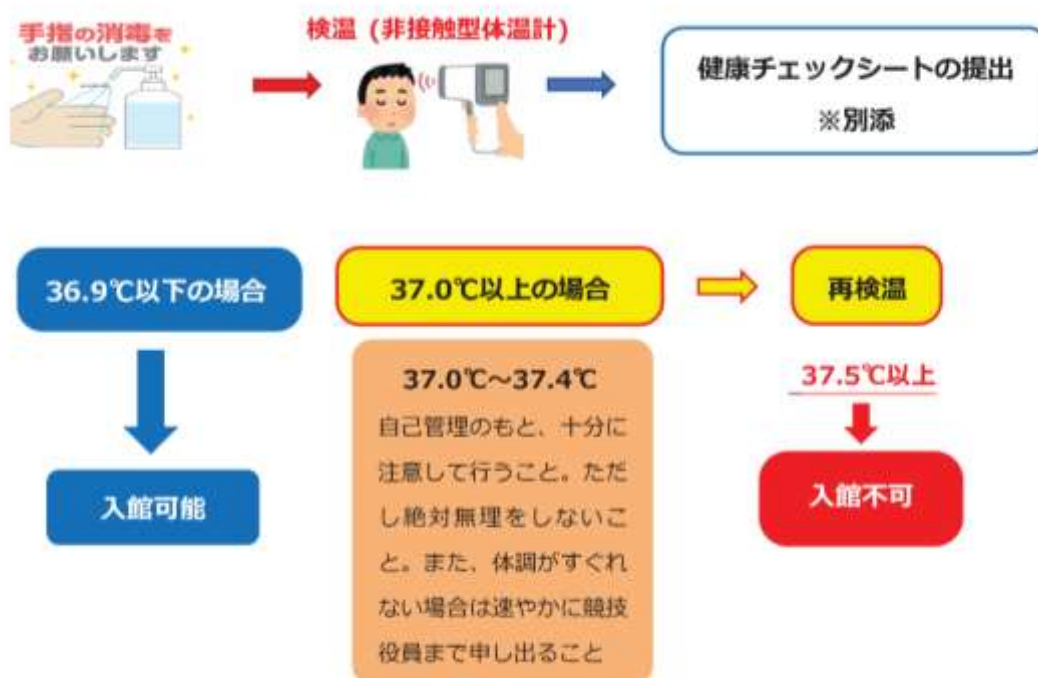 手指の消毒を
お願いします
検温 (非接触型体温計)
健康チェックシートの提出
※別添
36.9℃以下の場合
37.0℃以上の場合
再検温
37.0℃～37.4℃
自己管理のもと、十分に
注意して行うこと。ただ
し絶対無理をしないこ
と。また、体調がすぐれ
ない場合は速やかに競技
役員まで申し出ること
37.5℃以上
入館可能
入館不可